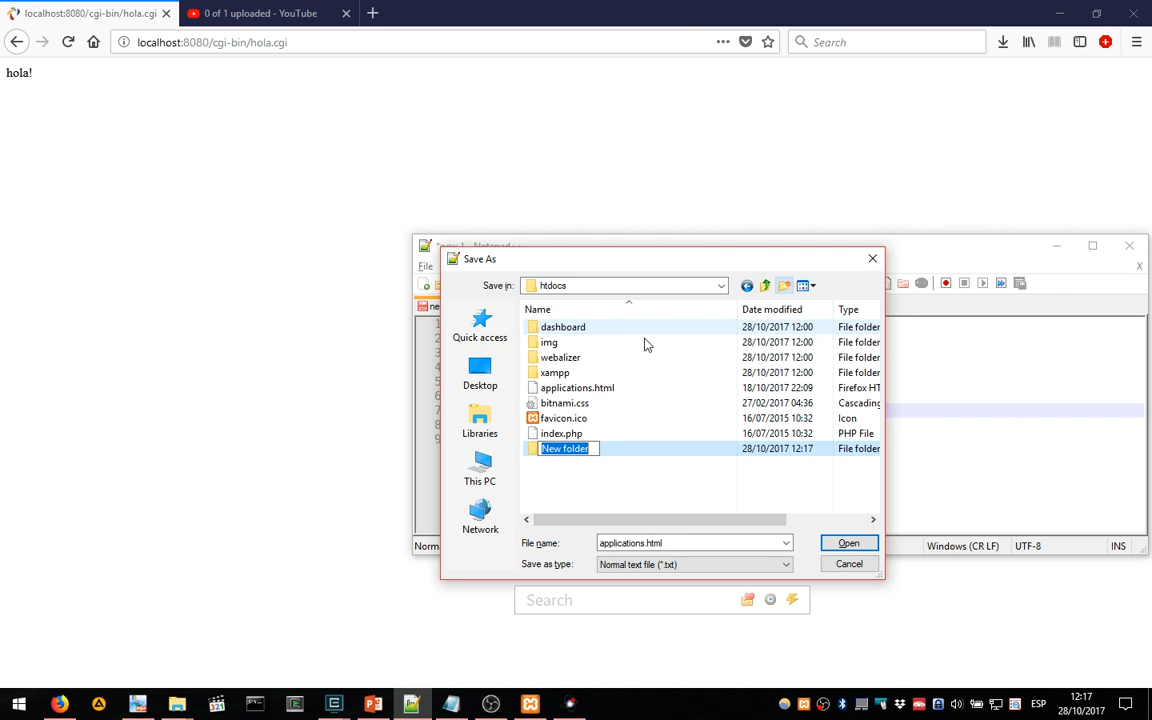 localhost:8080/cgi-bin/hola.cgi
0 of 1 uploaded - YouTube
localhost:8080/cgi-bin/hola.cgi
Search
hola!
Save As
File
Save in:
htdocs
Name
Date modified
Type
Quick access
Desktop
Libraries
This PC
Network
dashboard 28/10/2017 12:00 File folder
img 28/10/2017 12:00 File folder
webalizer 28/10/2017 12:00 File folder
xampp 28/10/2017 12:00 File folder
applications.html 18/10/2017 22:09 Firefox HT
bitnami.css 27/02/2017 04:36 Cascading
favicon.ico 16/07/2015 10:32 Icon
index.php 16/07/2015 10:32 PHP File
New folder 28/10/2017 12:17 File folder
File name:
applications.html
Open
Save as type:
Normal text file (*.txt)
Cancel
Norm
Windows (CR LF)
UTF-8
INS
Search
ESP
12:17
28/10/2017